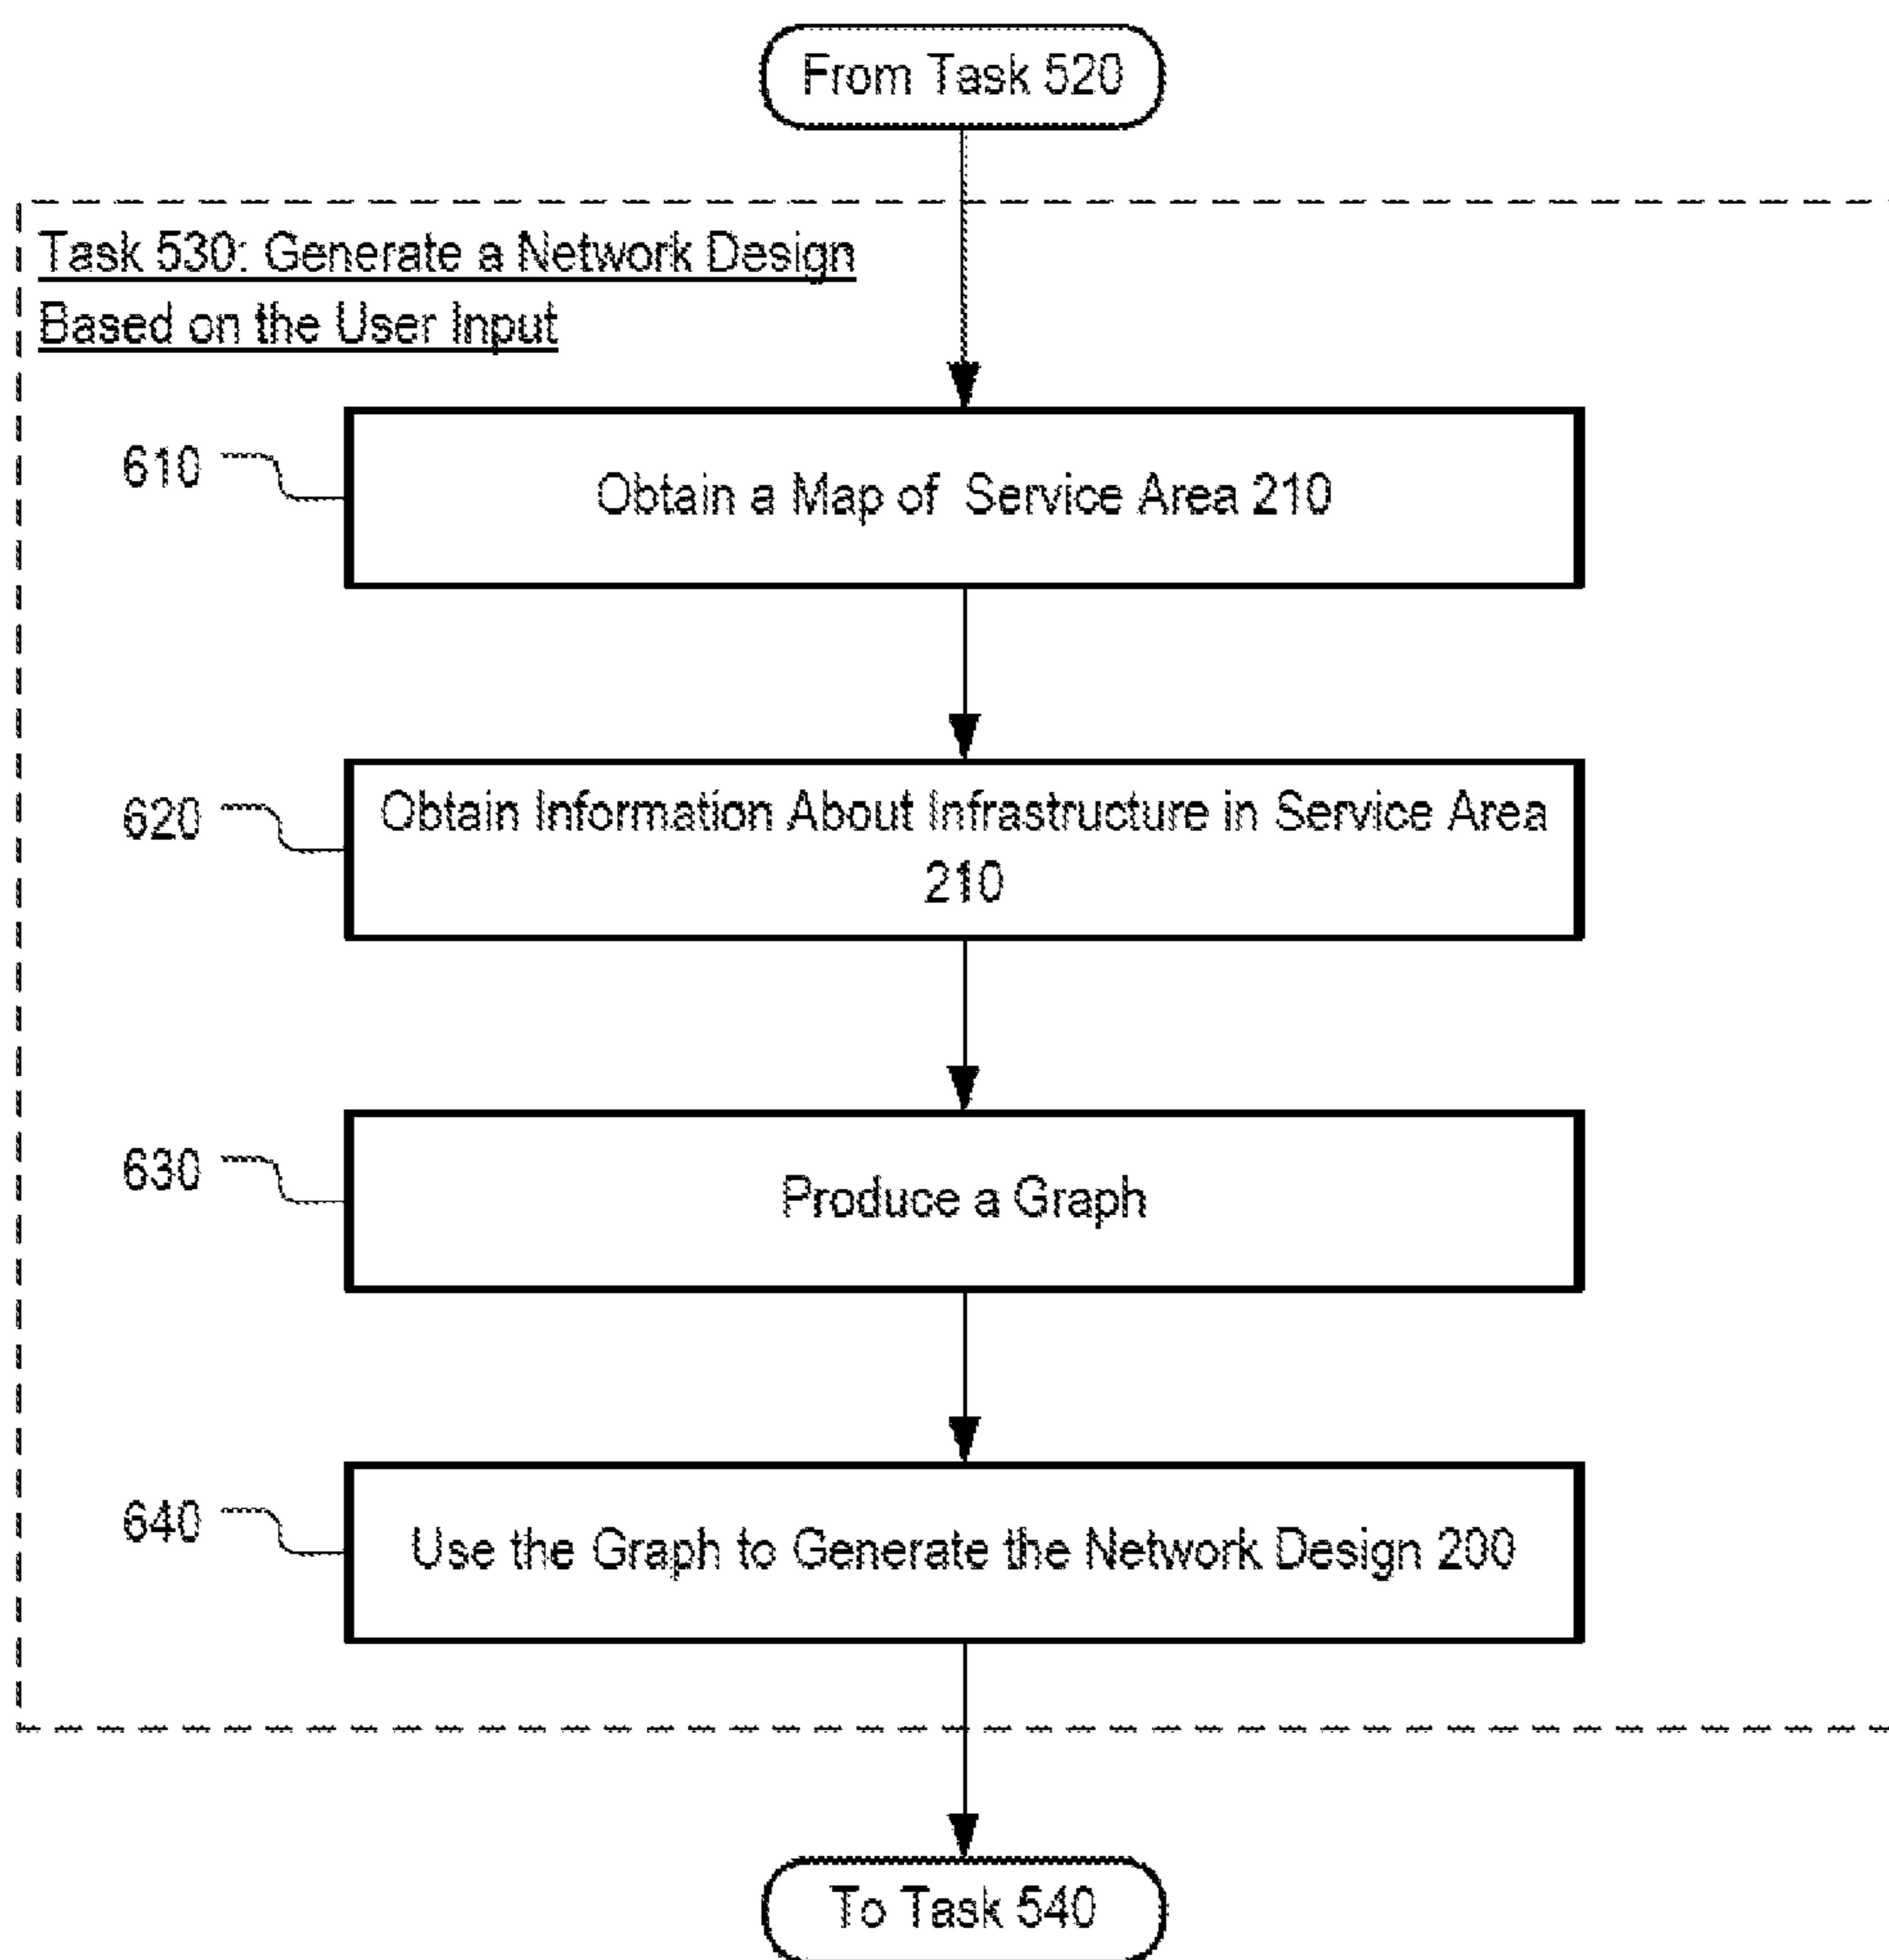 From Task 520
Task 530: Generate a Network Design
Based on the User Input
610
Obtain a Map of Service Area 210
620
Obtain Information About Infrastructure in Service Area
210
630
Produce a Graph
640
Use the Graph to Generate the Network Design 200
To Task 540